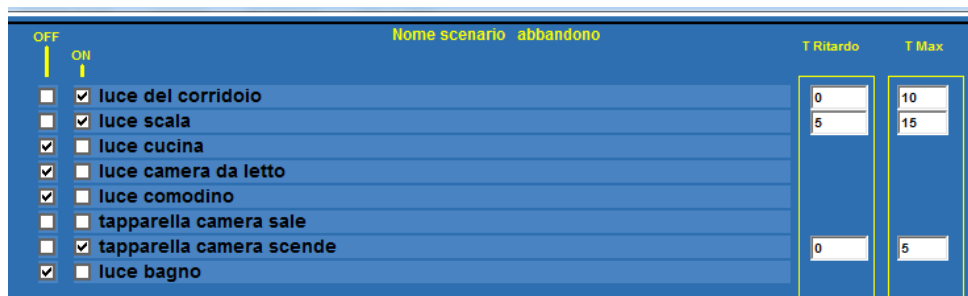 OFF
Nome scenario abbandono
T Ritardo
T Max
ON
luce del corridoio
0
10
luce scala
5
15
luce cucina
luce camera da letto
luce comodino
tapparella camera sale
tapparella camera scende
0
5
luce bagno